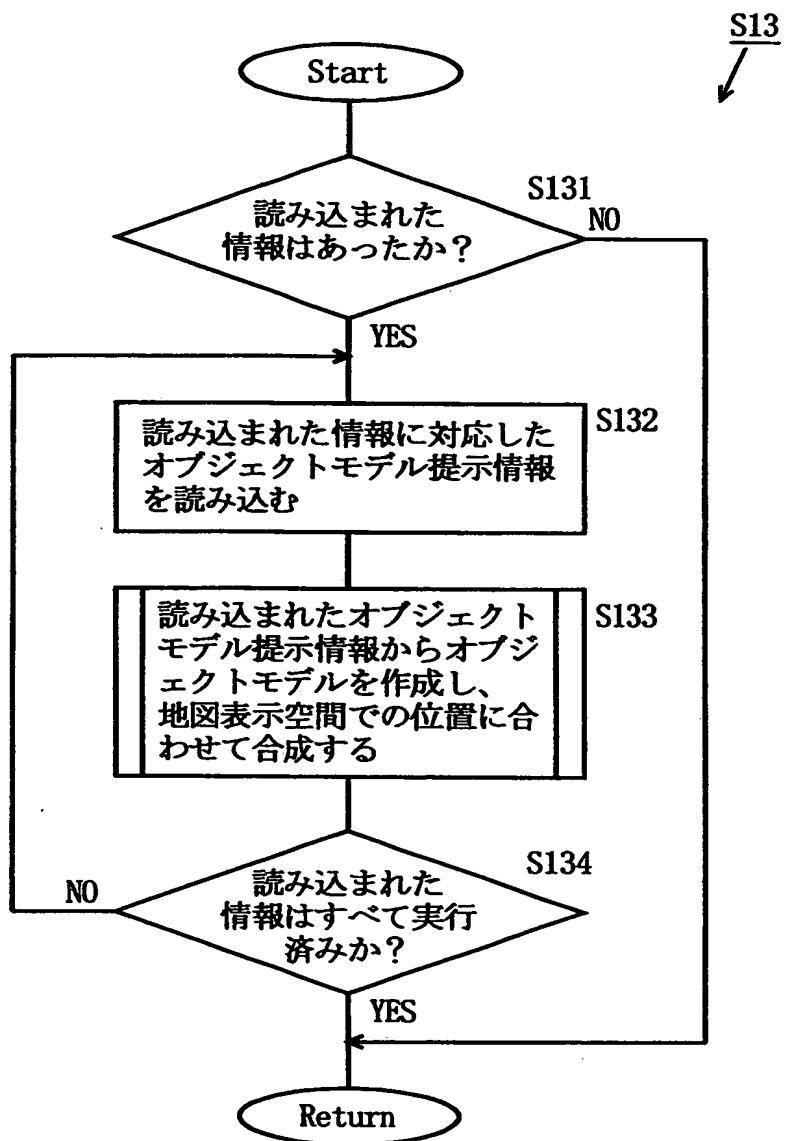 S13
Start
S131
読み込まれた
情報はあったか？
NO
YES
S132
読み込まれた情報に対応した
オブジェクトモデル提示情報
を読み込む
S133
読み込まれたオブジェクト
モデル提示情報からオブジ
ェクトモデルを作成し、
地図表示空間での位置に合
わせて合成する
S134
読み込まれた
情報はすべて実行
済みか？
NO
YES
Return